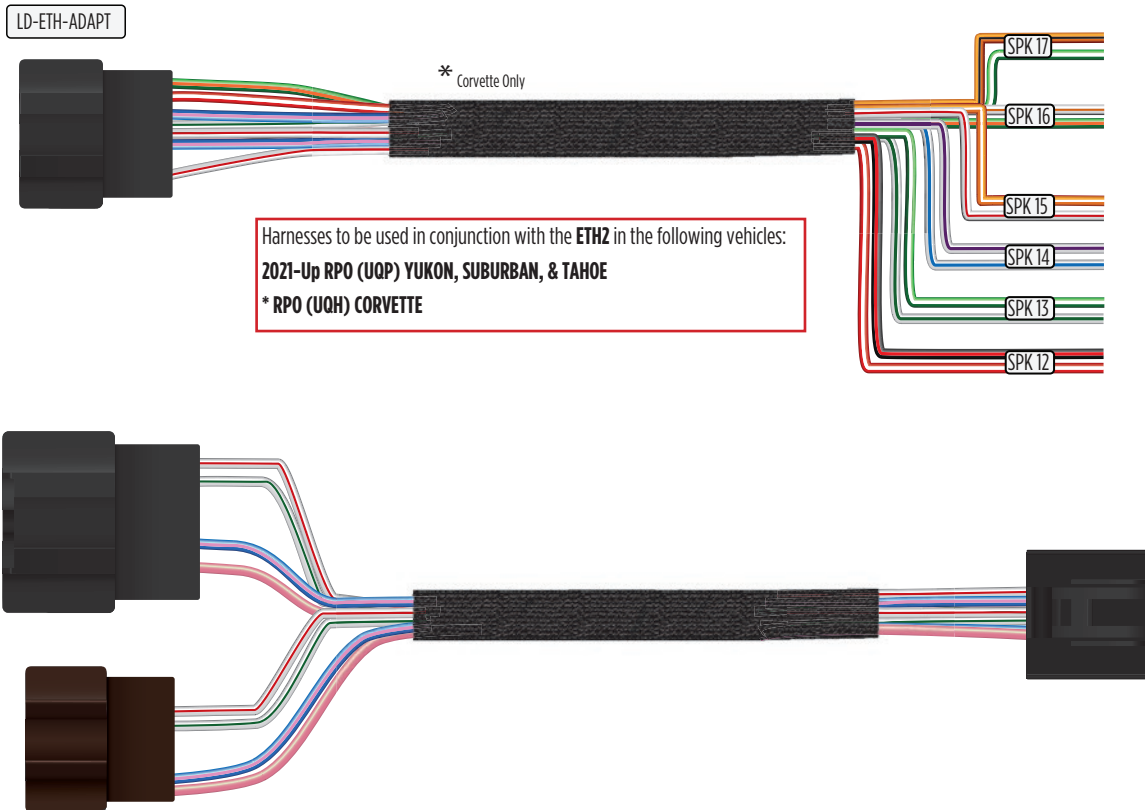 LD-ETH-ADAPT
* Corvette Only
SPK 17
SPK 16
SPK 15
SPK 14
SPK 13
SPK 12
Harnesses to be used in conjunction with the ETH2 in the following vehicles:
2021-Up RPO (UQP) YUKON, SUBURBAN, & TAHOE
* RPO (UQH) CORVETTE